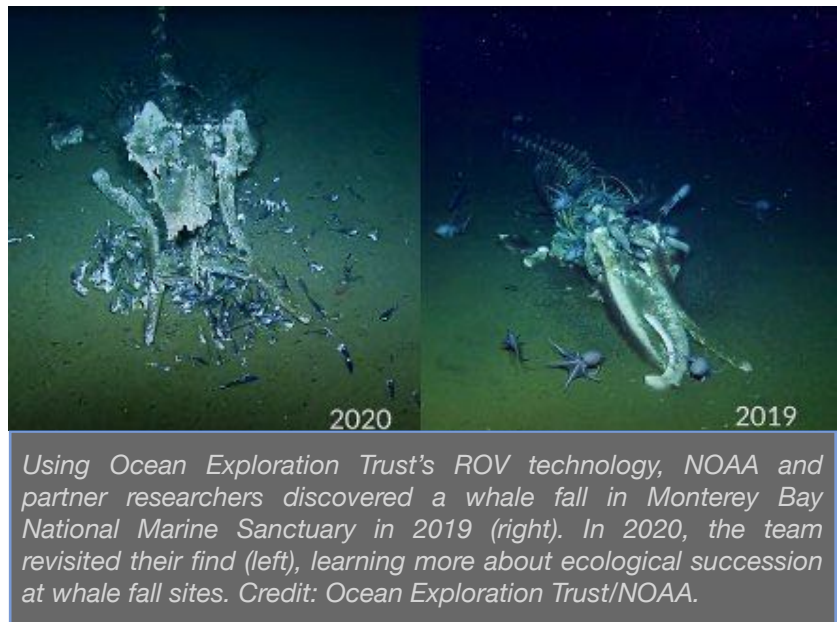 2020
2019
Using Ocean Exploration Trust's ROV technology, NOAA and
partner researchers discovered a whale fall in Monterey Bay
National Marine Sanctuary in 2019 (right). In 2020, the team
revisited their find (left), learning more about ecological succession
at whale fall sites. Credit: Ocean Exploration Trust/NOAA.